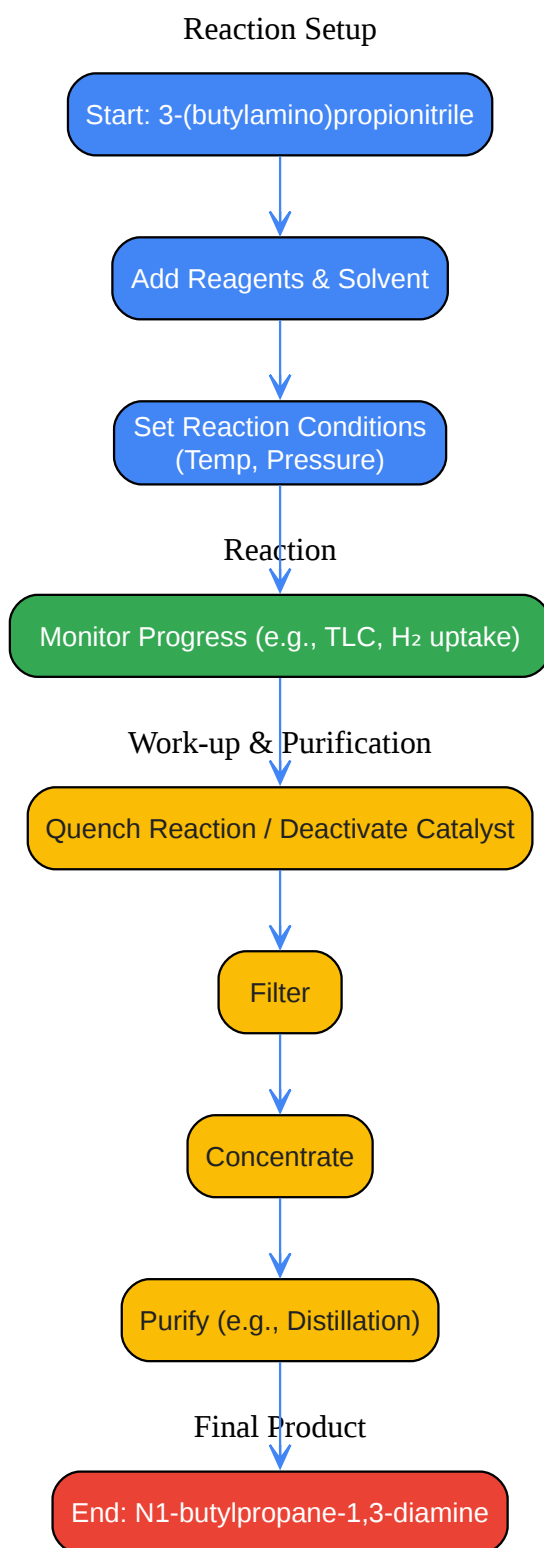 Reaction Setup
Start: 3-(butylamino)propionitrile
Add Reagents & Solvent
Set Reaction Conditions
(Temp, Pressure)
Reaction
Monitor Progress (e.g., TLC, H₂ uptake)
Work-up & Purification
Quench Reaction / Deactivate Catalyst
Filter
Concentrate
Purify (e.g., Distillation)
Final Product
End: N1-butylpropane-1,3-diamine